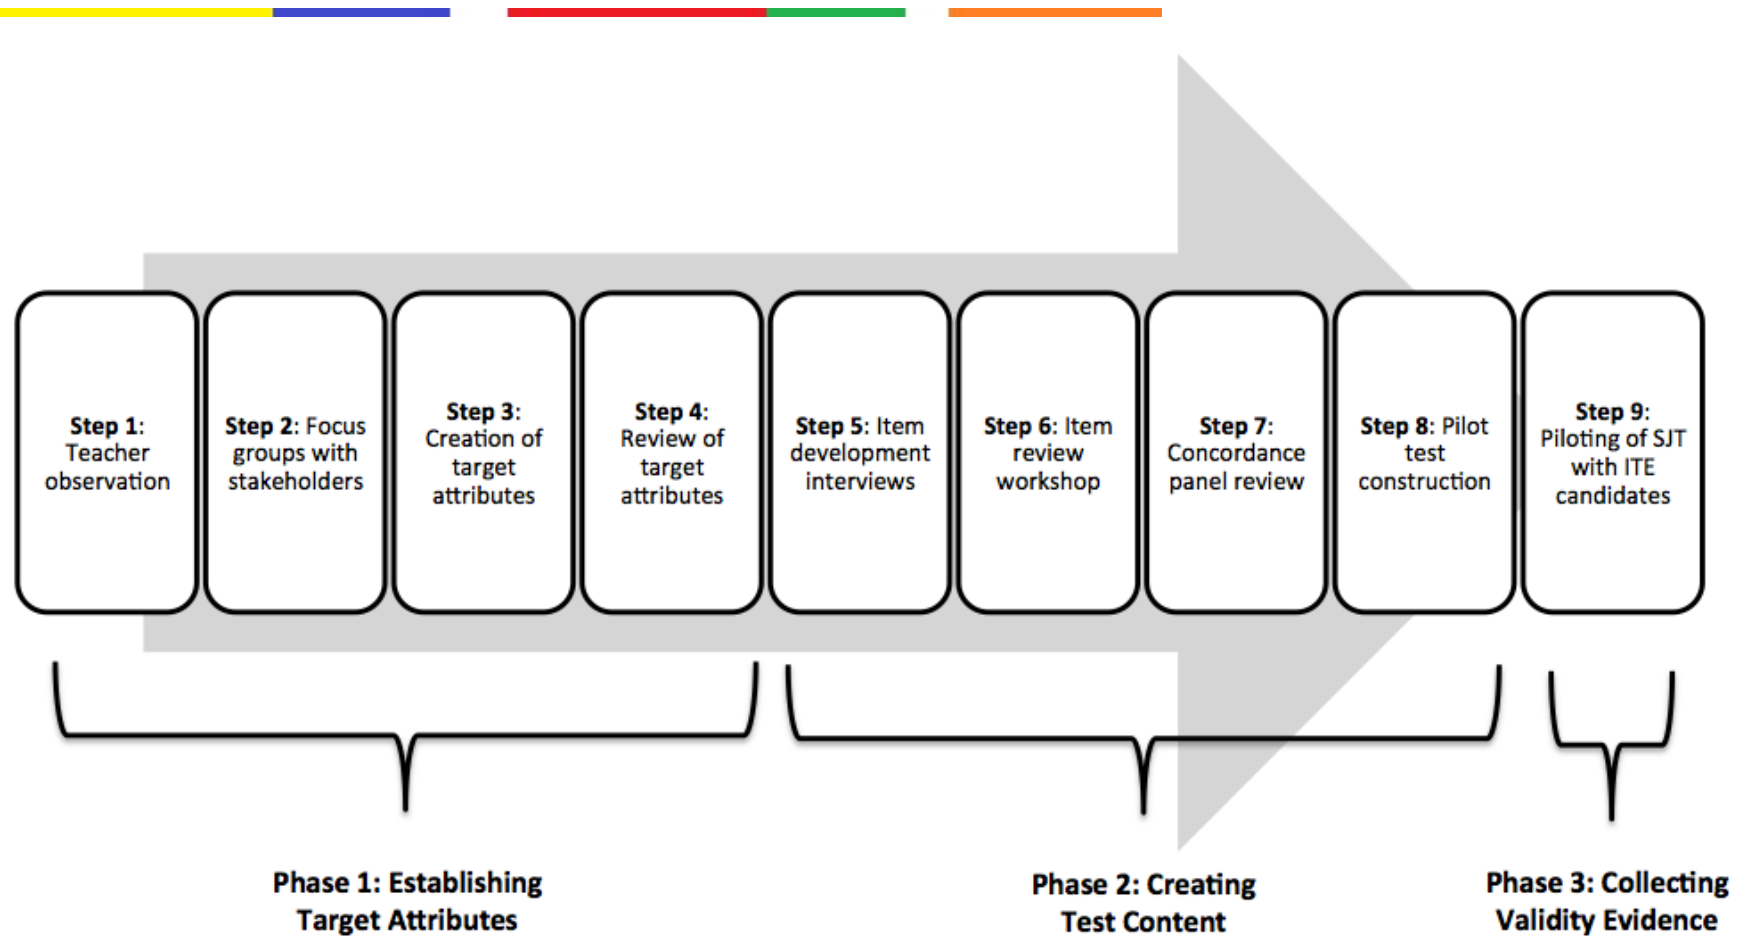 Step 1:
Teacher
observation
Step 2: Focus
groups with
stakeholders
Step 3:
Creation of
target
attributes
Step 4:
Review of
target
attributes
Step 5: Item
development
interviews
Step 6: Item
review
workshop
Step 7:
Concordance
panel review
Step 8: Pilot
test
construction
Step 9:
Piloting of SJT
with ITE
candidates
Phase 1: Establishing
Target Attributes
Phase 2: Creating
Test Content
Phase 3: Collecting
Validity Evidence